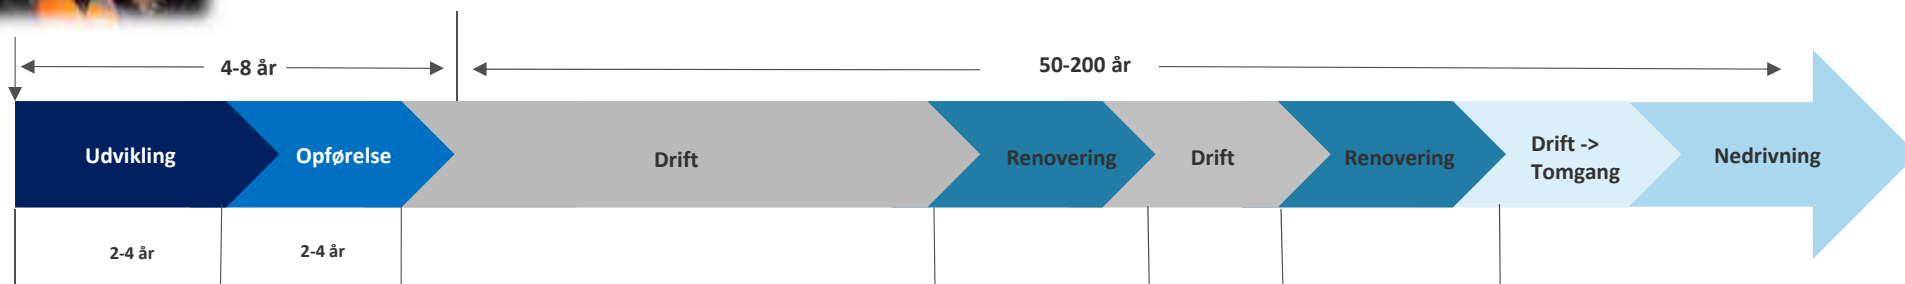 4-8 år
50-200 år
Udvikling
Opførelse
Drift
Renovering
Drift
Renovering
Drift ->
Tomgang
Nedrivning
2-4 år
2-4 år